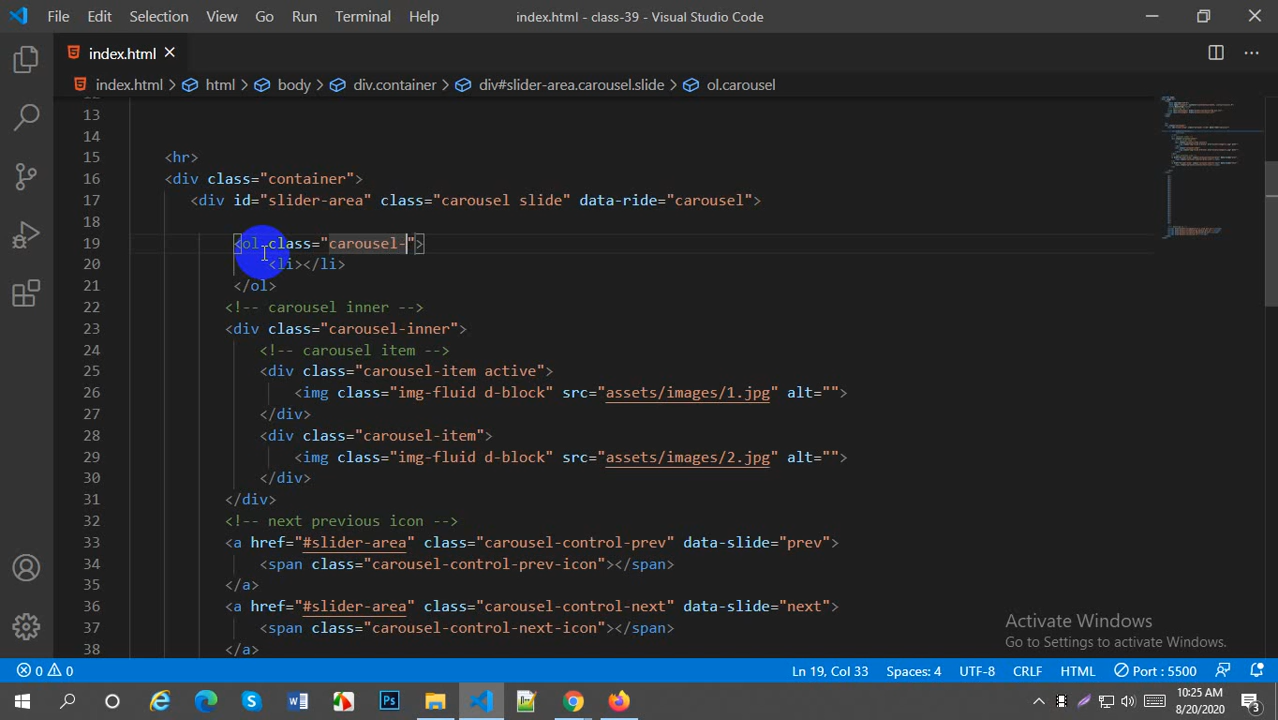 File Edit Selection View Go Run Terminal Help index.html - class-39 - Visual Studio Code
index.html
index.html > html > body > div.container > div#slider-area.carousel.slide > ol.carousel
13
14
15 <hr>
16 <div class="container">
17 <div id="slider-area" class="carousel slide" data-ride="carousel">
18
19 <ol class="carousel-">
20 <li></li>
21 </ol>
22 <!-- carousel inner -->
23 <div class="carousel-inner">
24 <!-- carousel item -->
25 <div class="carousel-item active">
26 <img class="img-fluid d-block" src="assets/images/1.jpg" alt="">
27 </div>
28 <div class="carousel-item">
29 <img class="img-fluid d-block" src="assets/images/2.jpg" alt="">
30 </div>
31 </div>
32 <!-- next previous icon -->
33 <a href="#slider-area" class="carousel-control-prev" data-slide="prev">
34 <span class="carousel-control-prev-icon"></span>
35 </a>
36 <a href="#slider-area" class="carousel-control-next" data-slide="next">
37 <span class="carousel-control-next-icon"></span>
38 </a>
Activate Windows
Go to Settings to activate Windows.
0 0 Ln 19, Col 33 Spaces: 4 UTF-8 CRLF HTML Port : 5500
10:25 AM
8/20/2020
3